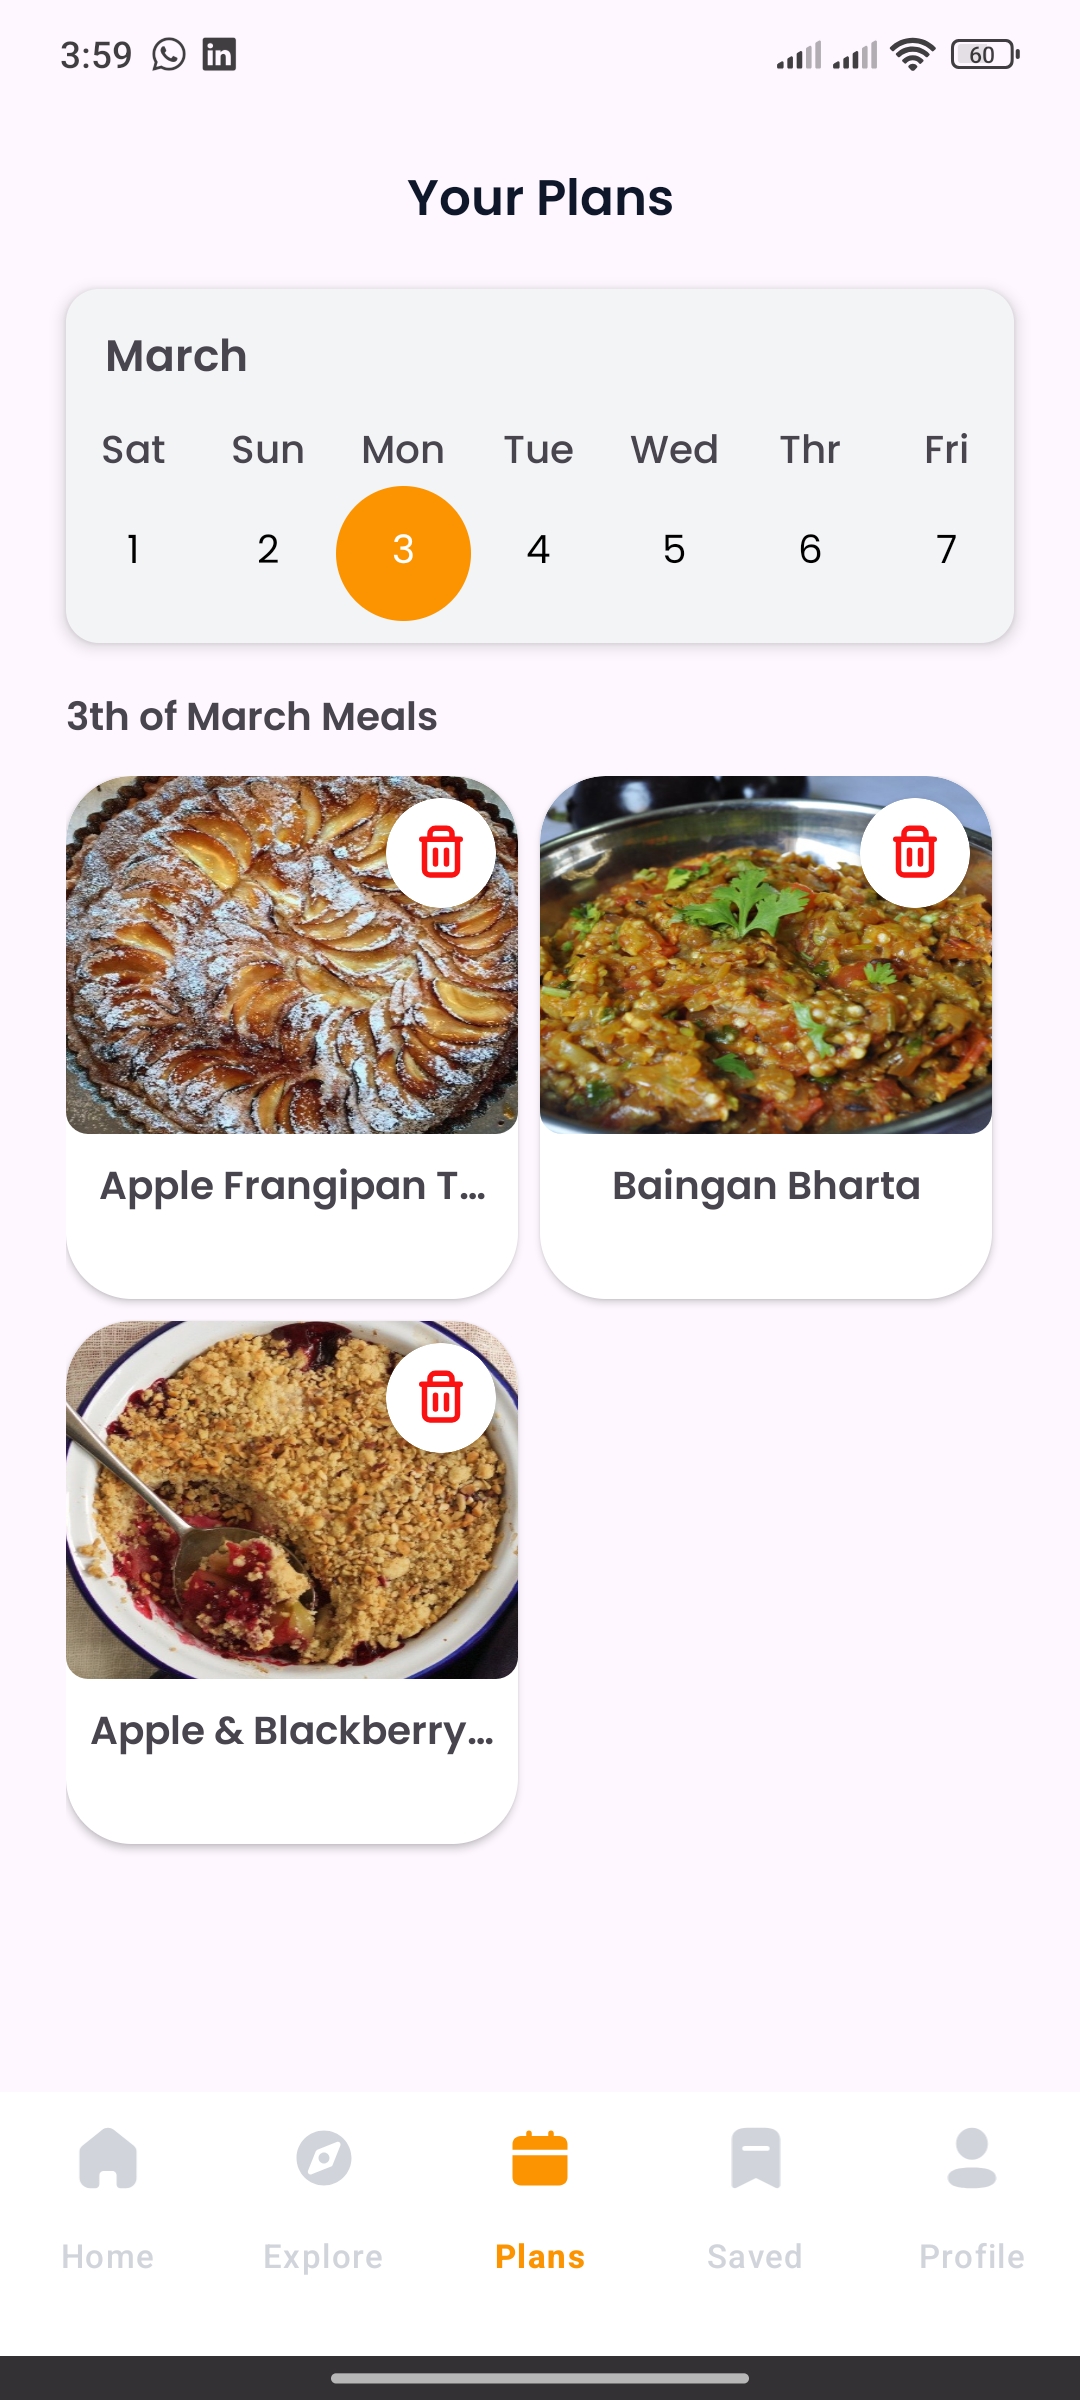 3:59 in 60
Your Plans
March
Sat Sun Mon Tue Wed Thr Fri
1 2 3 4 5 6 7
3th of March Meals
Apple Frangipan T... Baingan Bharta
Apple & Blackberry...
Home Explore Plans Saved Profile